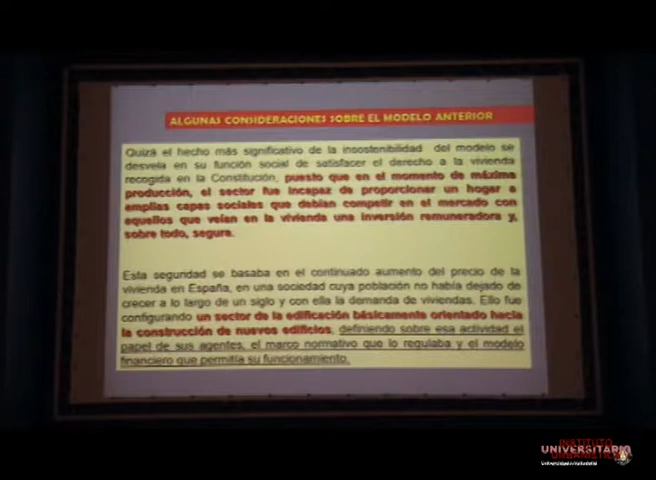 ALGUNAS CONSIDERACIONES SOBRE EL MODELO ANTERIOR
Quizá el hecho más significativo de la insostenibilidad del modelo se
desvela en su función social de satisfacer el derecho a la vivienda
recogida en la Constitución, puesto que en el momento de máxima
producción, el sector fue incapaz de proporcionar un hogar a
amplias capas sociales que debían competir en el mercado con
aquellos que veían en la vivienda una inversión remuneradora y,
sobre todo, segura.
Esta seguridad se basaba en el continuado aumento del precio de la
vivienda en España, en una sociedad cuya población no había dejado de
crecer a lo largo de un siglo y con ella la demanda de viviendas. Ello fue
configurando un sector de la edificación básicamente orientado hacia
la construcción de nuevos edificios, definiendo sobre esa actividad el
papel de sus agentes, el marco normativo que lo regulaba y el modelo
financiero que permitía su funcionamiento.
INSTITUTO
UNIVERSITARIO